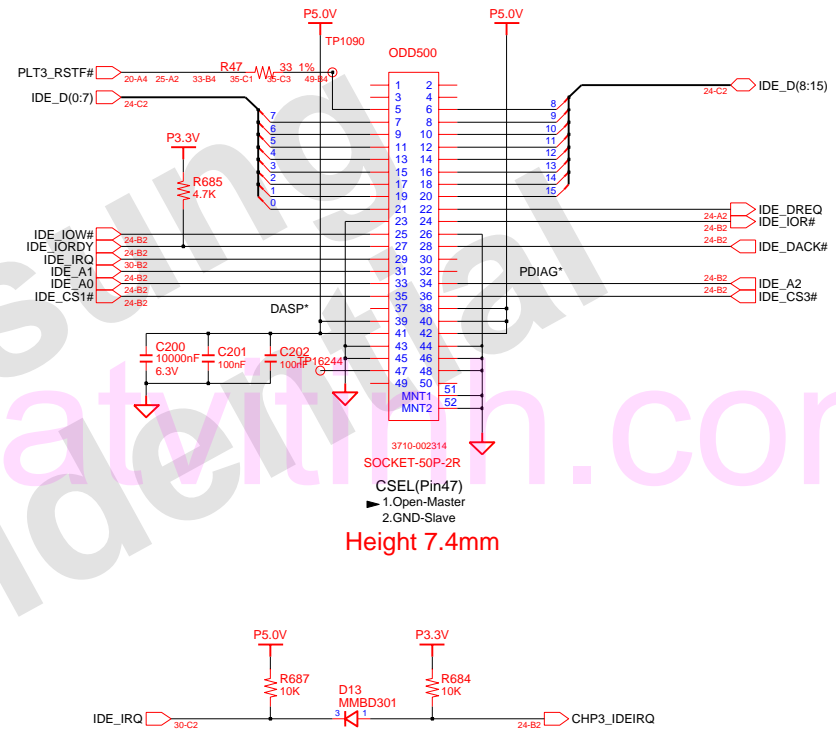 P5.0V P5.0V
TP1090
ODD500
PLT3_RSTF# 20-A4 25-A2 33-B4 R47 35-C1 33 1% 35-C3 49-B4
IDE_D(0:7) 24-C2
IDE_D(8:15) 24-C2
P3.3V
R685
4.7K
1 2
3 4
5 6 8
7 7 8 9
6 9 10 10
5 11 12 11
4 13 14 12
3 15 16 13
2 17 18 14
1 19 20 15
0 21 22 IDE_DREQ
23 24 24-A2 IDE_IOR#
IDE_IOW# 24-B2 25 26 24-B2
IDE_IORDY 24-B2 27 28 24-B2 IDE_DACK#
IDE_IRQ 30-B2 29 30
IDE_A1 24-B2 31 32 PDIAG*
IDE_A0 24-B2 33 34 24-B2 IDE_A2
IDE_CS1# 24-B2 35 36 24-B2 IDE_CS3#
DASP* 37 38
39 40
41 42
43 44
45 46
TP16244 47 48
49 50
MNT1 51
MNT2 52
C200
10000nF
6.3V
C201
100nF
C202
100nF
3710-002314
SOCKET-50P-2R
CSEL(Pin47)
1.Open-Master
2.GND-Slave
Height 7.4mm
P5.0V P3.3V
R687
10K
R684
10K
D13
MMBD301
IDE_IRQ 30-C2 3 1 24-B2 CHP3_IDEIRQ
sung
idential
atvitinh.com